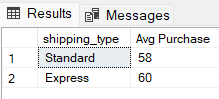 Results Messages
shipping_type Avg Purchase
1 Standard 58
2 Express 60